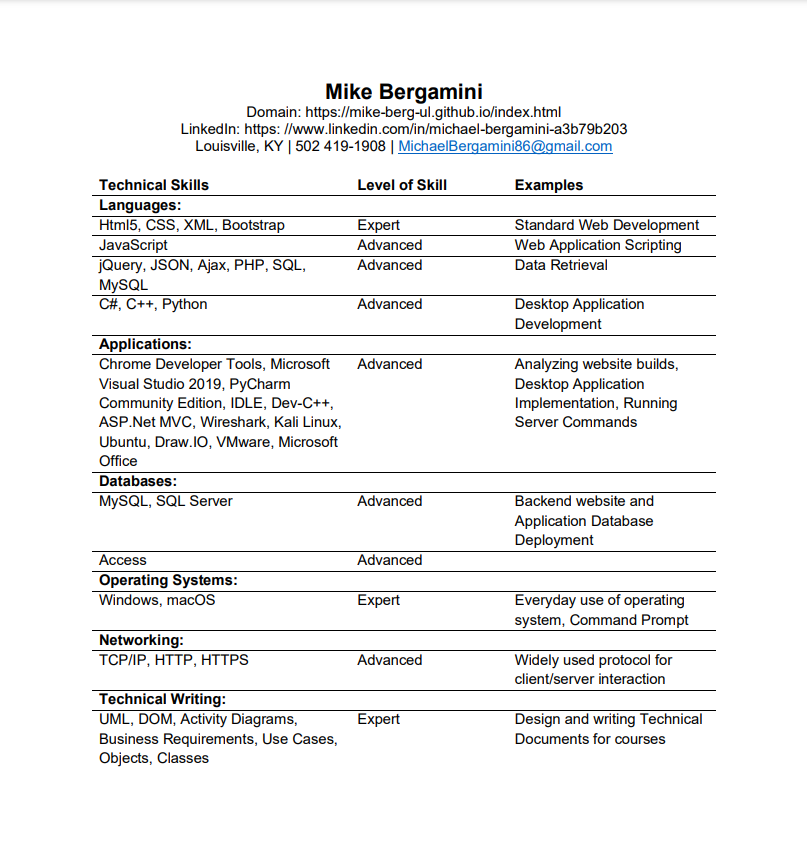 Mike Bergamini
Domain: https://mike-berg-ul.github.io/index.html
LinkedIn: https: //www.linkedin.com/in/michael-bergamini-a3b79b203
Louisville, KY | 502 419-1908 | MichaelBergamini86@gmail.com
Technical Skills Level of Skill Examples
Languages:
Html5, CSS, XML, Bootstrap Expert Standard Web Development
JavaScript Advanced Web Application Scripting
jQuery, JSON, Ajax, PHP, SQL, Advanced Data Retrieval
MySQL
C#, C++, Python Advanced Desktop Application
Development
Applications:
Chrome Developer Tools, Microsoft Advanced Analyzing website builds,
Visual Studio 2019, PyCharm Desktop Application
Community Edition, IDLE, Dev-C++, Implementation, Running
ASP.Net MVC, Wireshark, Kali Linux, Server Commands
Ubuntu, Draw.IO, VMware, Microsoft
Office
Databases:
MySQL, SQL Server Advanced Backend website and
Application Database
Deployment
Access Advanced
Operating Systems:
Windows, macOS Expert Everyday use of operating
system, Command Prompt
Networking:
TCP/IP, HTTP, HTTPS Advanced Widely used protocol for
client/server interaction
Technical Writing:
UML, DOM, Activity Diagrams, Expert Design and writing Technical
Business Requirements, Use Cases, Documents for courses
Objects, Classes